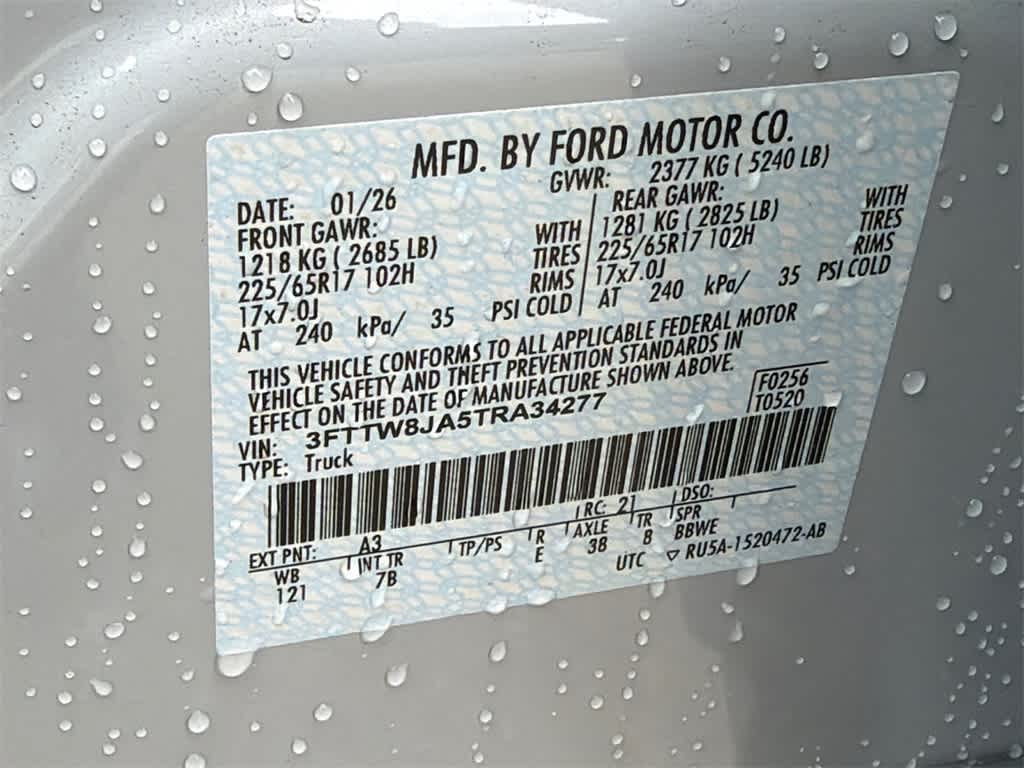 MFD. BY FORD MOTOR CO.
DATE: 01/26 GVWR: 2377 KG ( 5240 LB)
FRONT GAWR: REAR GAWR:
1218 KG ( 2685 LB) WITH 1281 KG ( 2825 LB) WITH
225/65R17 102H TIRES 225/65R17 102H TIRES
17x7.0J RIMS 17x7.0J RIMS
AT 240 kPa/ 35 PSI COLD AT 240 kPa/ 35 PSI COLD
THIS VEHICLE CONFORMS TO ALL APPLICABLE FEDERAL MOTOR
VEHICLE SAFETY AND THEFT PREVENTION STANDARDS IN
EFFECT ON THE DATE OF MANUFACTURE SHOWN ABOVE.
VIN: 3FTTW8JA5TRA34277 F0256
TYPE: Truck T0520
EXT PNT: A3 RC: 21 DSO:
WB INT TR TP/PS R AXLE TR SPR
121 7B E 38 8 BBWE
UTC ▽ RU5A-1520472-AB